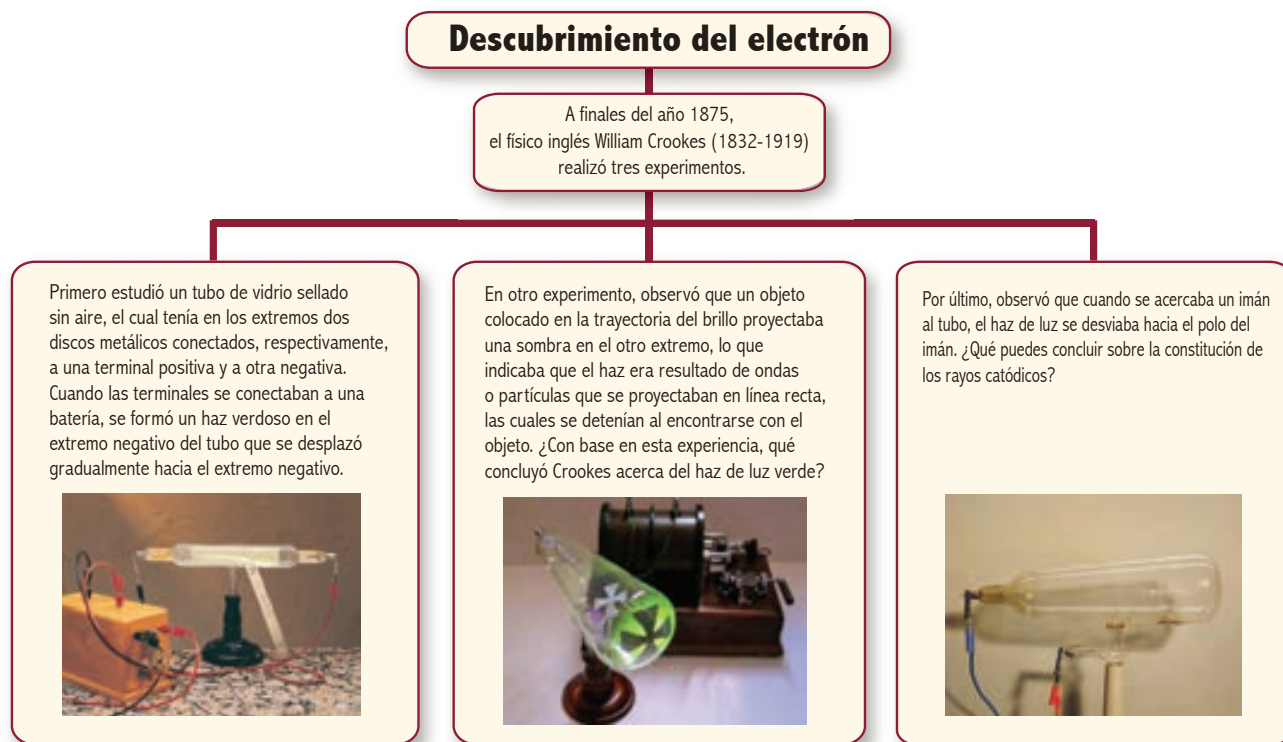 Descubrimiento del electrón
A finales del año 1875,
el físico inglés William Crookes (1832-1919)
realizó tres experimentos.
Primero estudió un tubo de vidrio sellado
sin aire, el cual tenía en los extremos dos
discos metálicos conectados, respectivamente,
a una terminal positiva y a otra negativa.
Cuando las terminales se conectaban a una
batería, se formó un haz verdoso en el
extremo negativo del tubo que se desplazó
gradualmente hacia el extremo negativo.
En otro experimento, observó que un objeto
colocado en la trayectoria del brillo proyectaba
una sombra en el otro extremo, lo que
indicaba que el haz era resultado de ondas
o partículas que se proyectaban en línea recta,
las cuales se detenían al encontrarse con el
objeto. ¿Con base en esta experiencia, qué
concluyó Crookes acerca del haz de luz verde?
Por último, observó que cuando se acercaba un imán
al tubo, el haz de luz se desviaba hacia el polo del
imán. ¿Qué puedes concluir sobre la constitución de
los rayos catódicos?